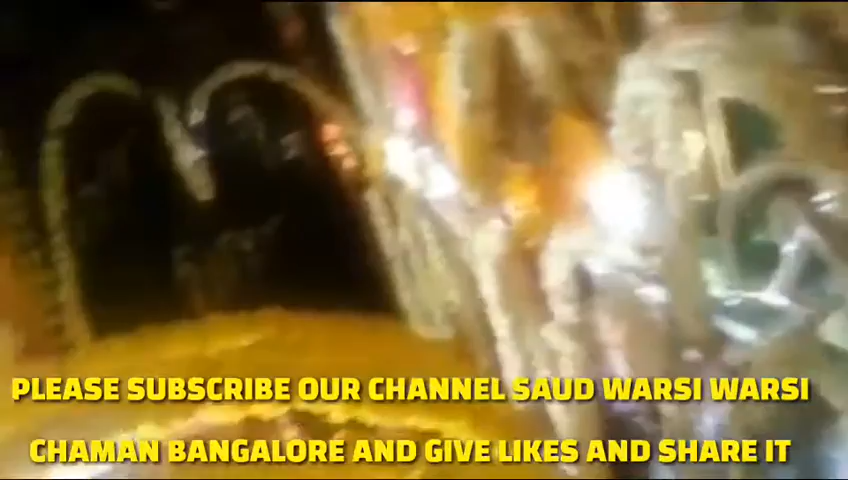 PLEASE SUBSCRIBE OUR CHANNEL SAUD WARSI WARSI
CHAMAN BANGALORE AND GIVE LIKES AND SHARE IT